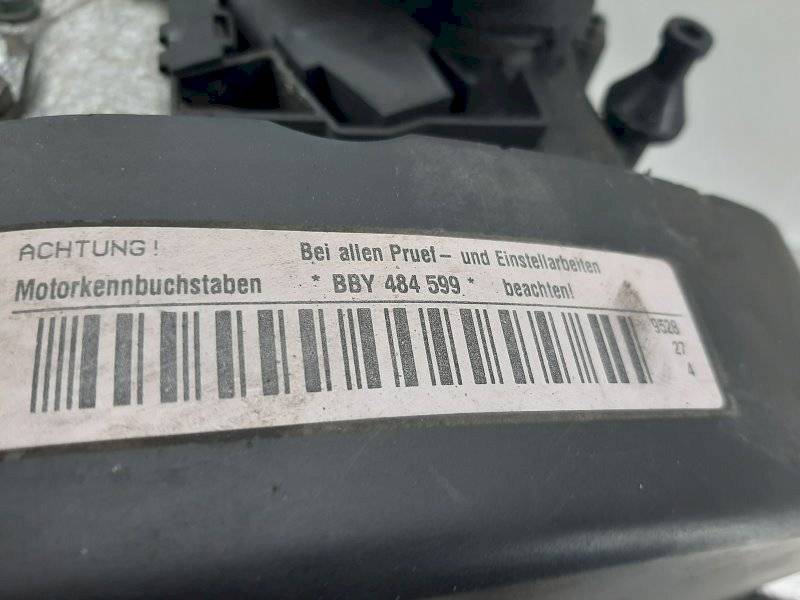 ACHTUNG! Bei allen Pruef- und Einstellarbeiten
Motorkennbuchstaben * BBY 484 599 * beachten!
9528
27
4